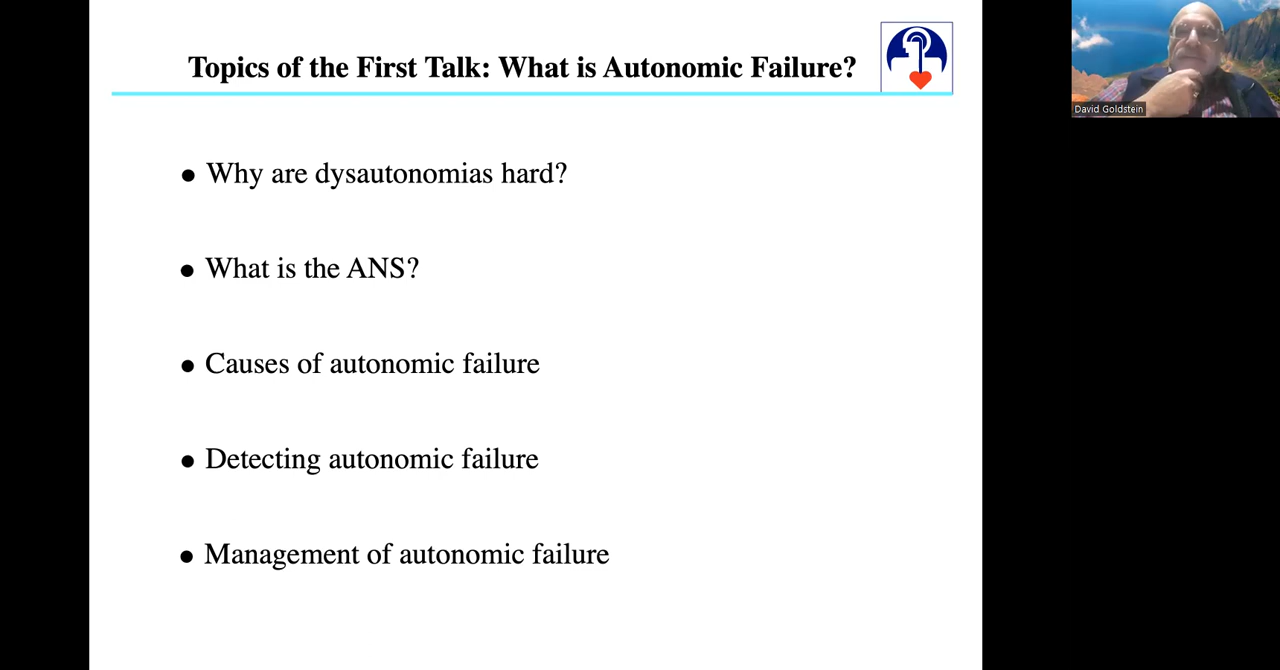 Topics of the First Talk: What is Autonomic Failure?
David Goldstein
• Why are dysautonomias hard?
• What is the ANS?
• Causes of autonomic failure
• Detecting autonomic failure
• Management of autonomic failure